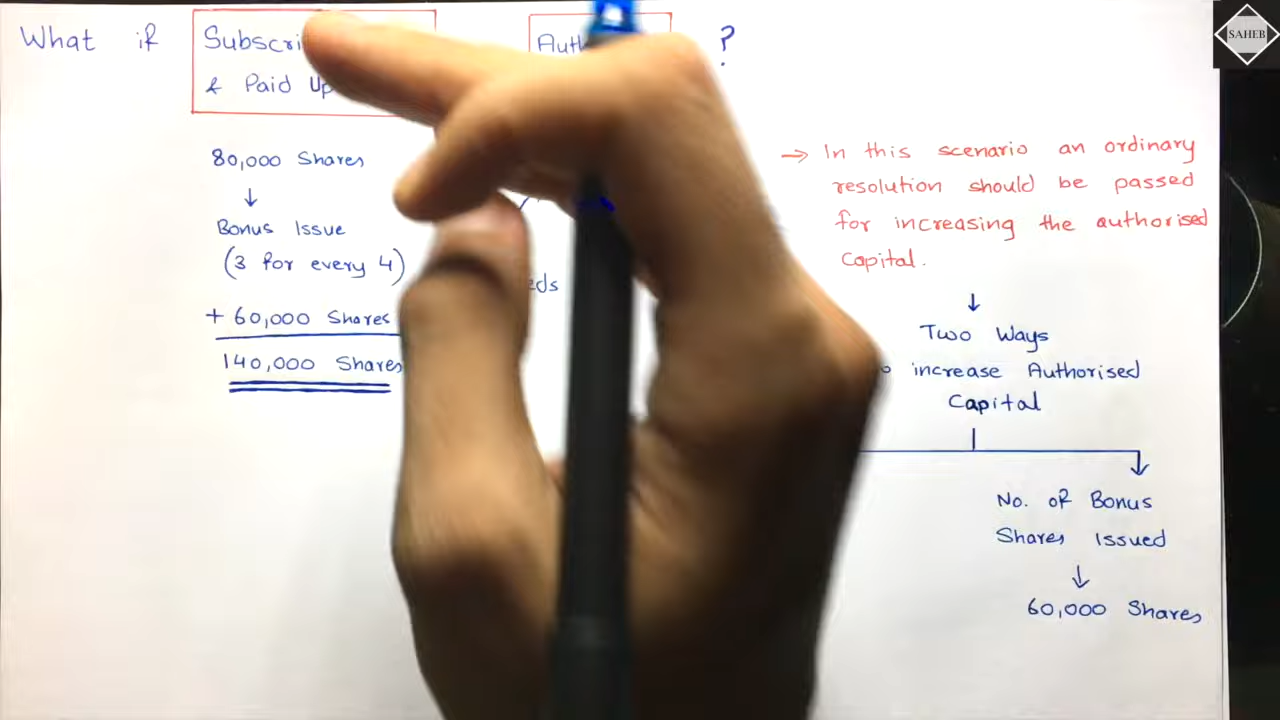 What if Subscri Auth ?
& Paid Up
80,000 Shares
↓
Bonus Issue
(3 for every 4)
+ 60,000 Shares
140,000 Shares
→ In this scenario an ordinary
resolution should be passed
for increasing the authorised
Capital.
↓
Two Ways
increase Authorised
Capital
No. of Bonus
Shares Issued
↓
60,000 Shares
SAHEB